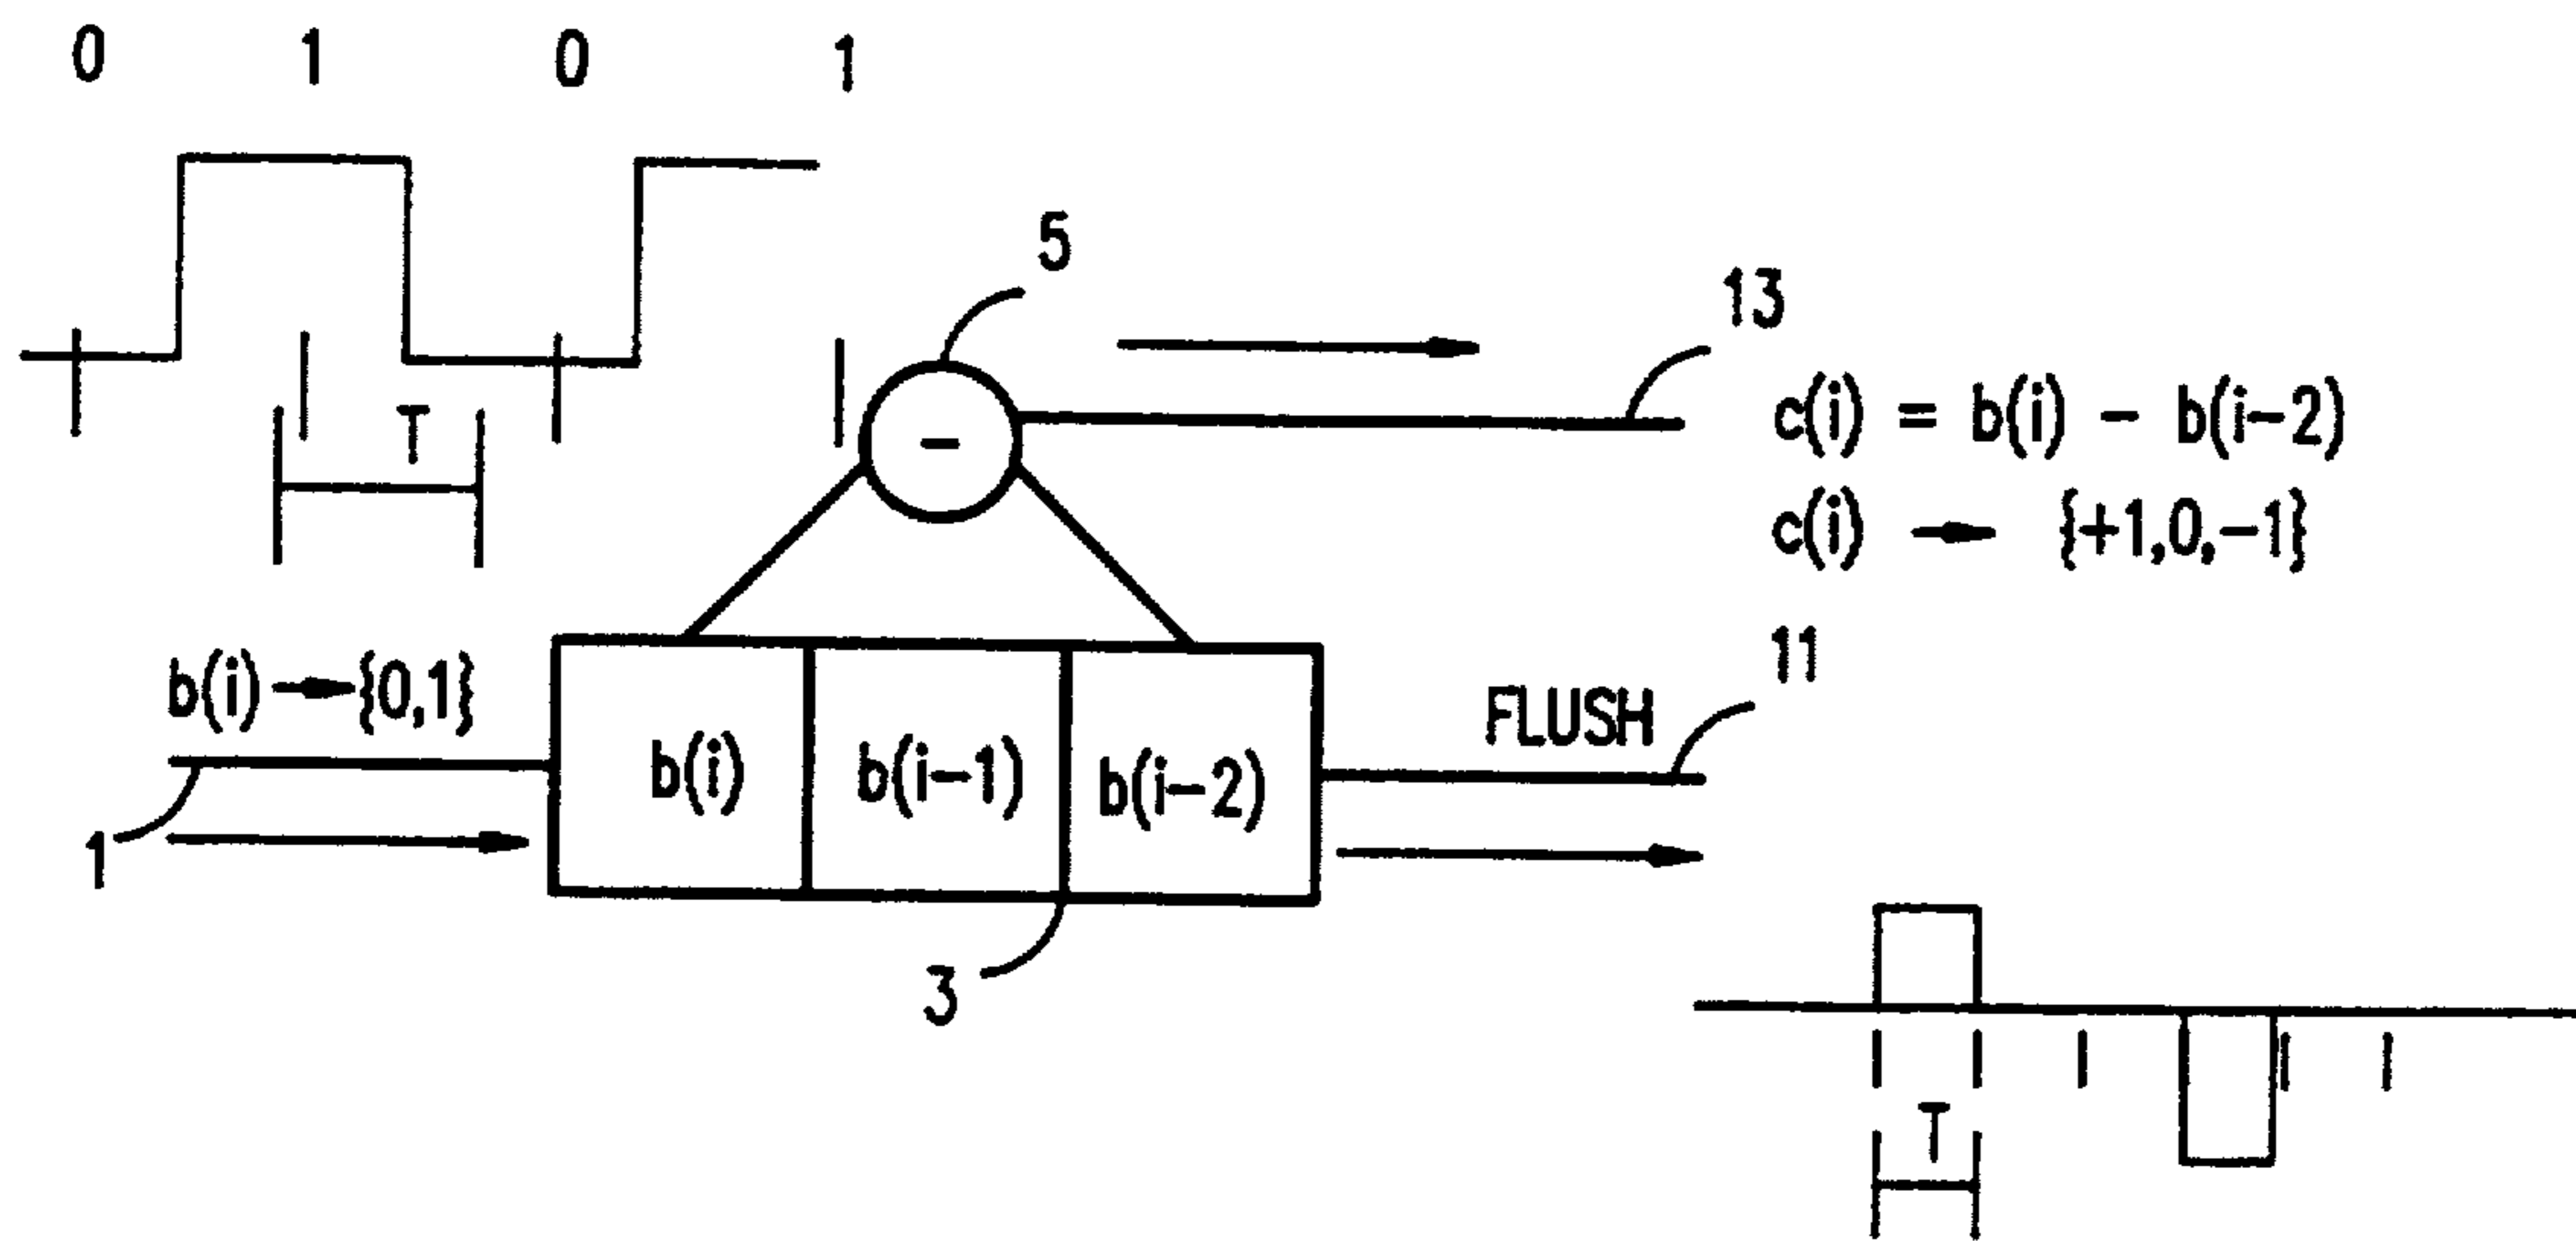 0 1 0 1
5
13
T
c(i) = b(i) - b(i-2)
c(i) → {+1,0,-1}
b(i) → {0,1}
11
FLUSH
b(i) b(i-1) b(i-2)
1
3
T
-